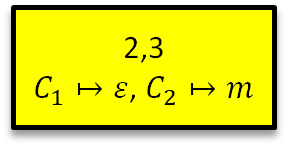 2,3
𝐶₁ ↦ 𝜀, 𝐶₂ ↦ 𝑚